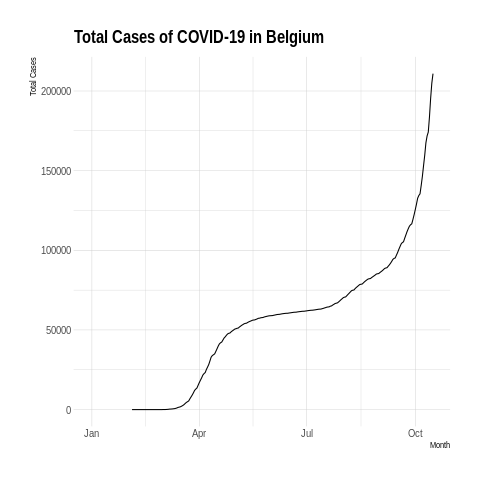 Total Cases of COVID-19 in Belgium
Total Cases
200000
150000
100000
50000
0
Jan Apr Jul Oct
Month